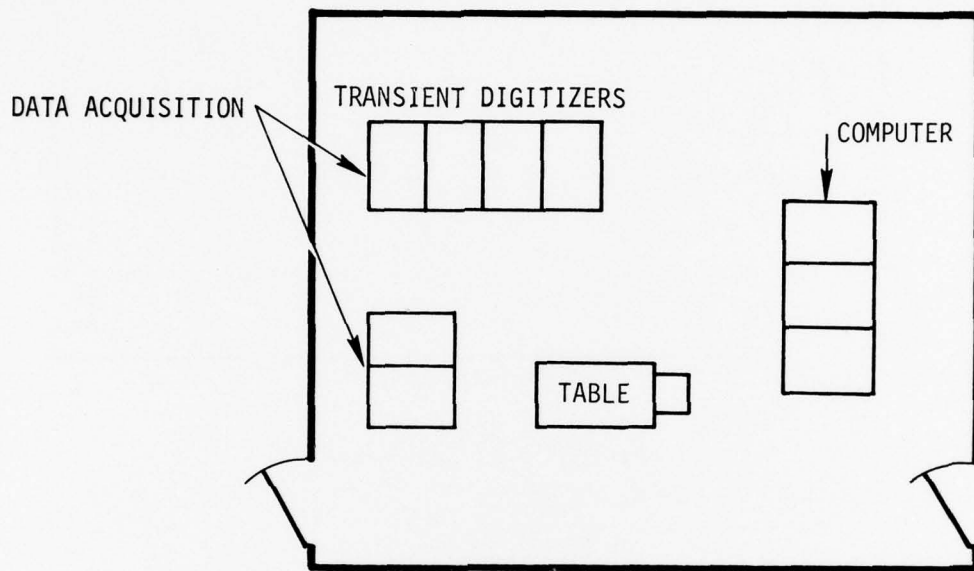 TRANSIENT DIGITIZERS
DATA ACQUISITION
COMPUTER
TABLE